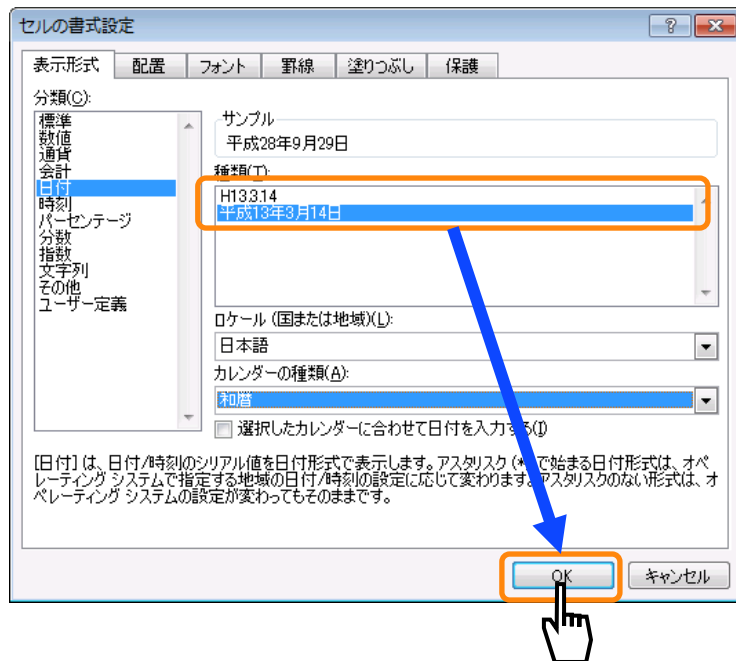 セルの書式設定
表示形式 配置 フォント 罫線 塗りつぶし 保護
分類(C):
標準
数値
通貨
会計
日付
時刻
パーセンテージ
分数
指数
文字列
その他
ユーザー定義
サンプル
平成28年9月29日
種類(T):
H13.3.14
平成13年3月14日
ロケール (国または地域)(L):
日本語
カレンダーの種類(A):
和暦
選択したカレンダーに合わせて日付を入力する(I)
[日付] は、日付/時刻のシリアル値を日付形式で表示します。アスタリスク (*) で始まる日付形式は、オペ
レーティング システムで指定する地域の日付/時刻の設定に応じて変わります。アスタリスクのない形式は、オ
ペレーティング システムの設定が変わってもそのままです。
OK キャンセル